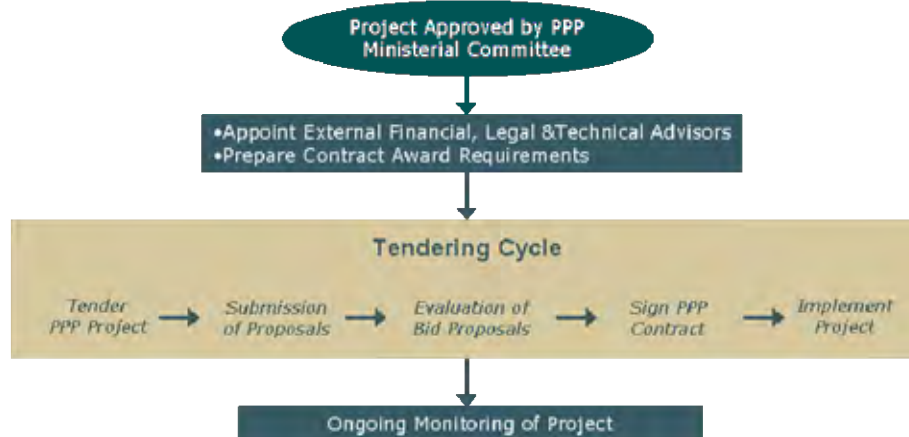 Project Approved by PPP
Ministerial Committee
•Appoint External Financial, Legal &Technical Advisors
•Prepare Contract Award Requirements
Tendering Cycle
Tender
PPP Project
Submission
of Proposals
Evaluation of
Bid Proposals
Sign PPP
Contract
Implement
Project
Ongoing Monitoring of Project